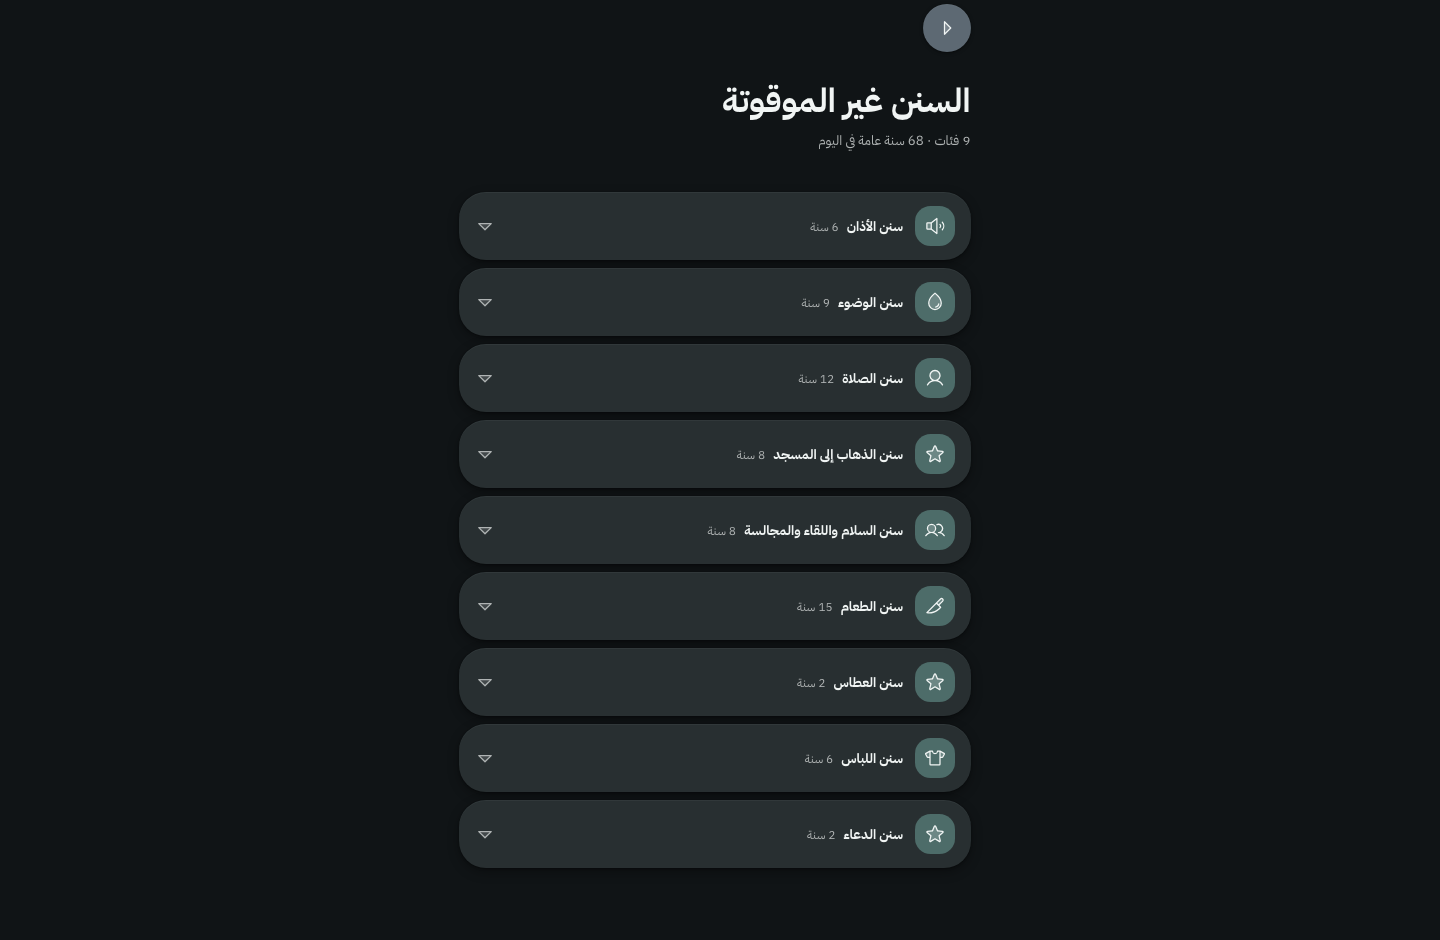 السنن غير الموقوتة
9 فئات · 68 سنة عامة في اليوم
سنن الأذان 6 سنة
سنن الوضوء 9 سنة
سنن الصلاة 12 سنة
سنن الذهاب إلى المسجد 8 سنة
سنن السلام واللقاء والمجالسة 8 سنة
سنن الطعام 15 سنة
سنن العطاس 2 سنة
سنن اللباس 6 سنة
سنن الدعاء 2 سنة